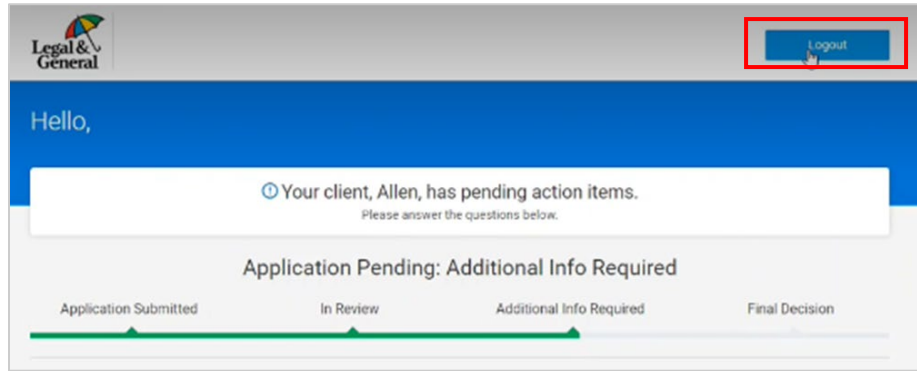 Legal &
General
Logout
Hello,
Your client, Allen, has pending action items.
Please answer the questions below.
Application Pending: Additional Info Required
Application Submitted
In Review
Additional Info Required
Final Decision